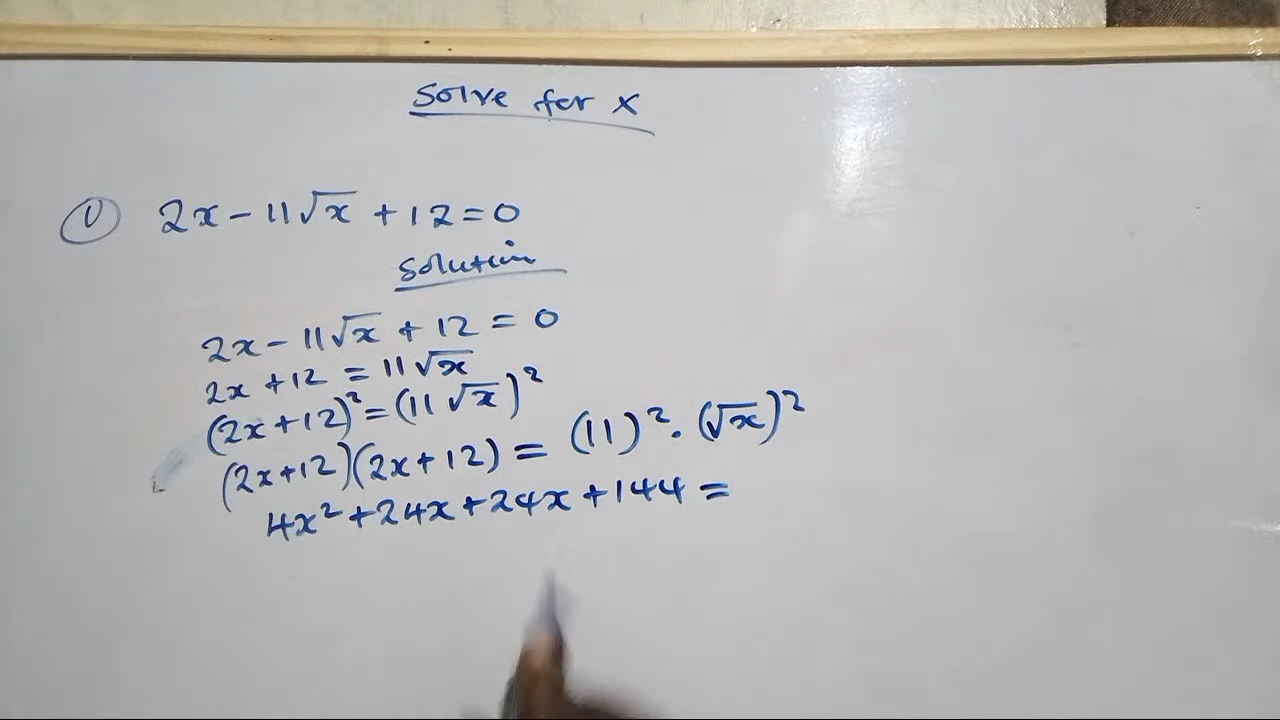 Solve for x
1) 2x - 11√x + 12 = 0
Solution
2x - 11√x + 12 = 0
2x + 12 = 11√x
(2x + 12)² = (11√x)²
(2x+12)(2x+12) = (11)² . (√x)²
4x² + 24x + 24x + 144 =